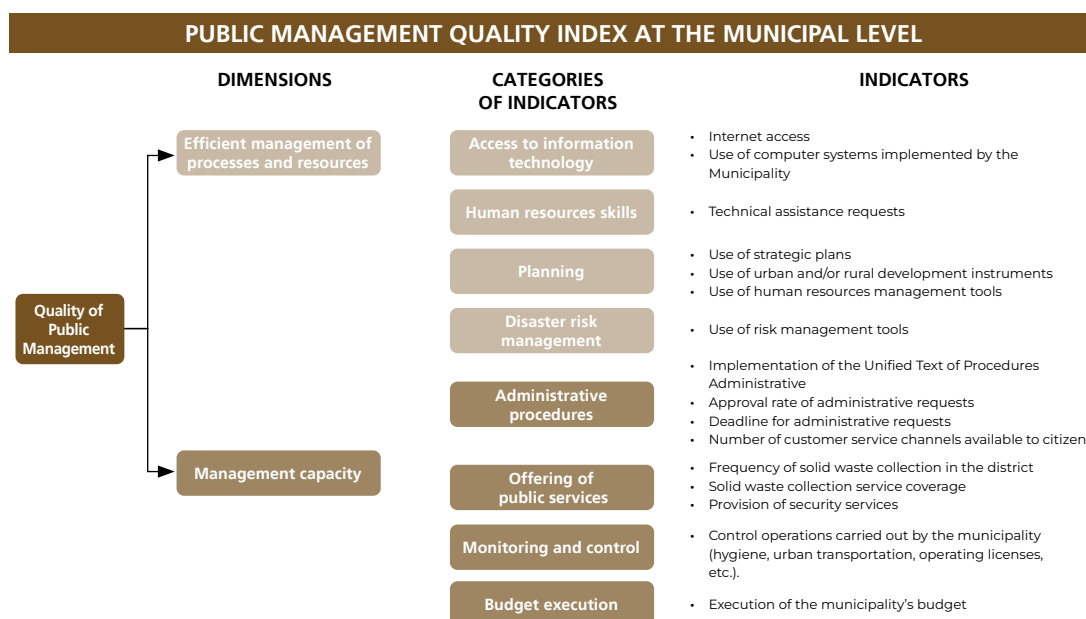 PUBLIC MANAGEMENT QUALITY INDEX AT THE MUNICIPAL LEVEL
DIMENSIONS
CATEGORIES
OF INDICATORS
INDICATORS
Quality of
Public
Management
Efficient management of
processes and resources
Access to information
technology
• Internet access
• Use of computer systems implemented by the
Municipality
Human resources skills
• Technical assistance requests
Planning
• Use of strategic plans
• Use of urban and/or rural development instruments
• Use of human resources management tools
Disaster risk
management
• Use of risk management tools
Administrative
procedures
• Implementation of the Unified Text of Procedures
Administrative
• Approval rate of administrative requests
• Deadline for administrative requests
• Number of customer service channels available to citizen
Management capacity
Offering of
public services
• Frequency of solid waste collection in the district
• Solid waste collection service coverage
• Provision of security services
Monitoring and control
• Control operations carried out by the municipality
(hygiene, urban transportation, operating licenses,
etc.).
Budget execution
• Execution of the municipality's budget